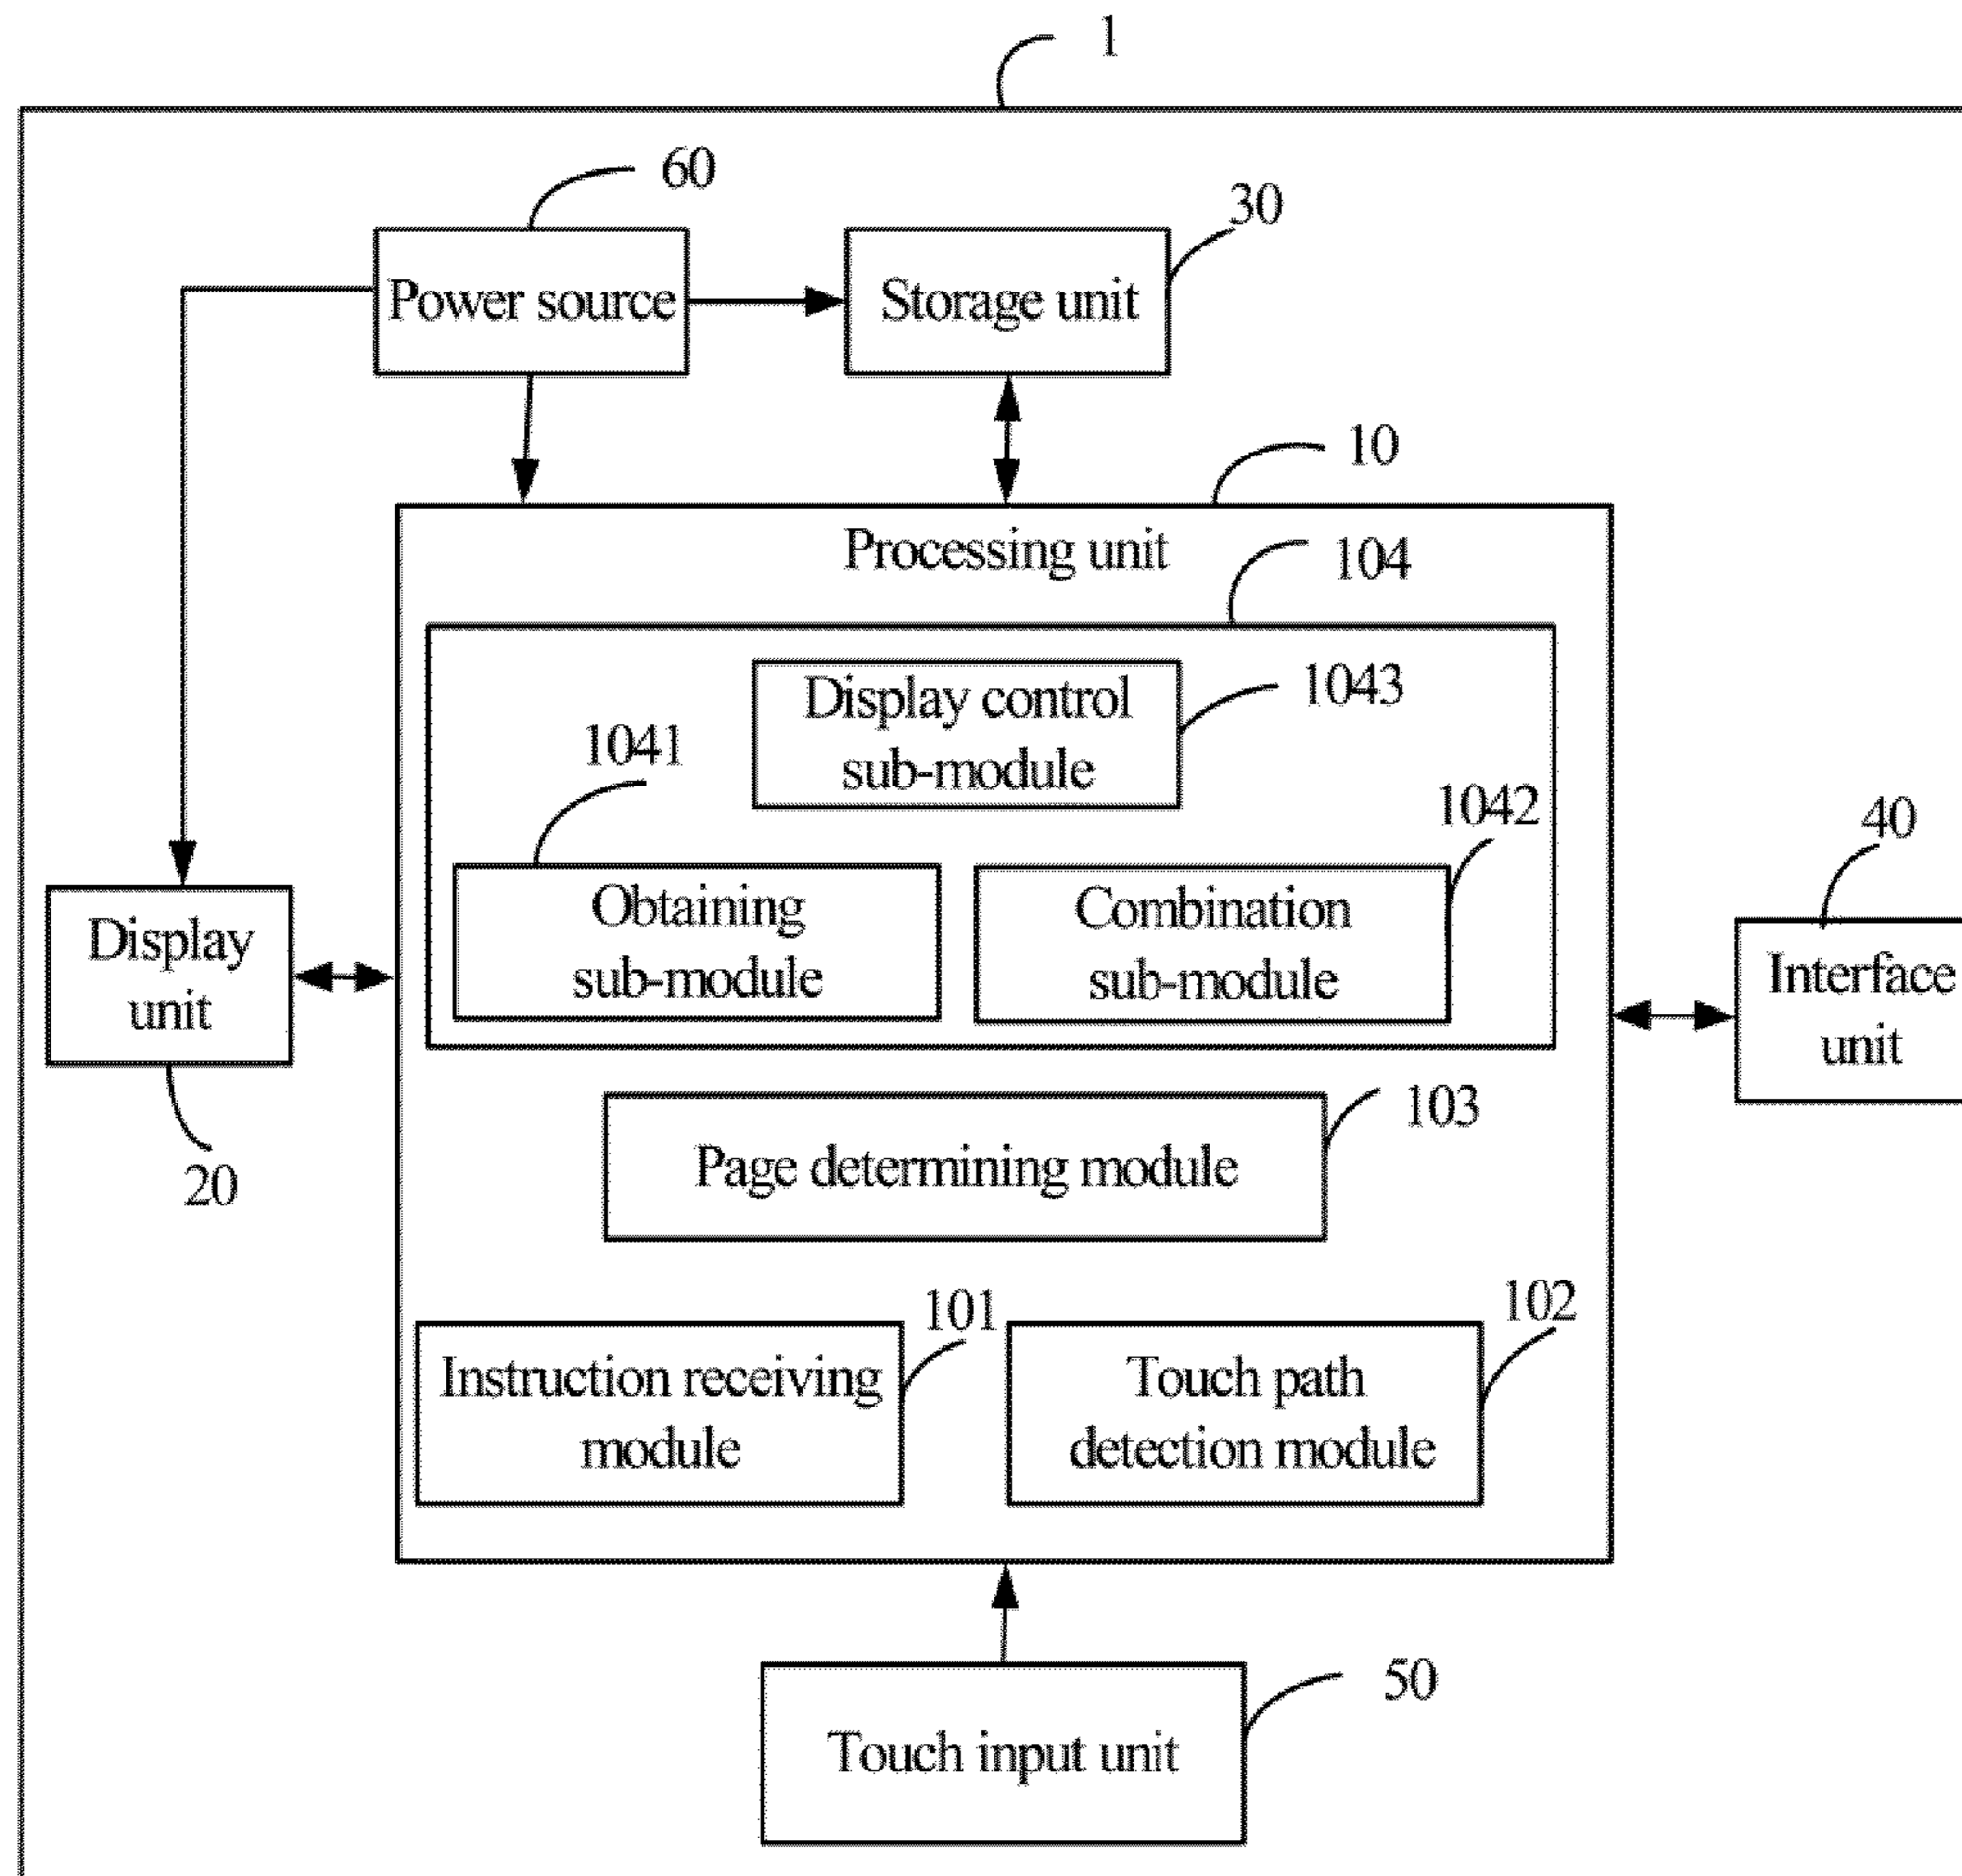 1
60
30
Power source
Storage unit
10
Processing unit
104
Display control
sub-module
1043
1041
1042
40
Obtaining
sub-module
Combination
sub-module
Display
unit
20
Interface
unit
103
Page determining module
101
102
Instruction receiving
module
Touch path
detection module
50
Touch input unit